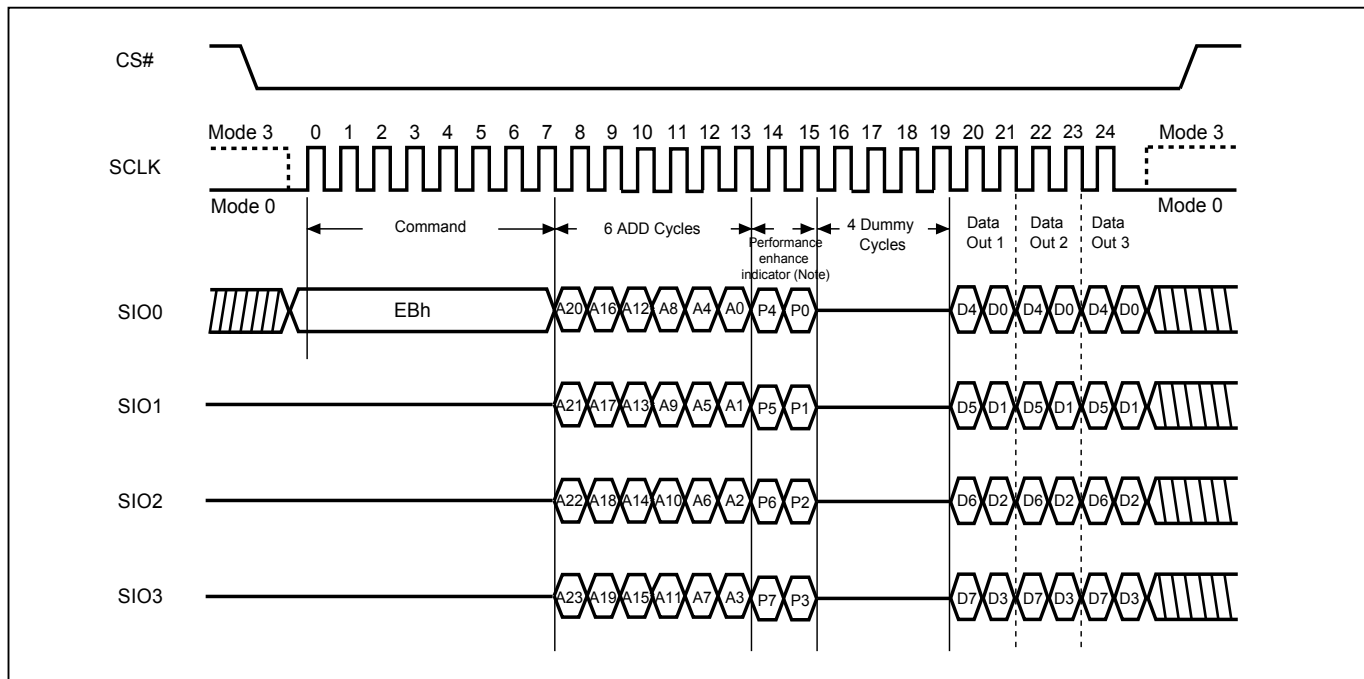 CS#
Mode 3 0 1 2 3 4 5 6 7 8 9 10 11 12 13 14 15 16 17 18 19 20 21 22 23 24 Mode 3
SCLK
Mode 0 Mode 0
Command 6 ADD Cycles Performance enhance indicator (Note) 4 Dummy Cycles Data Out 1 Data Out 2 Data Out 3
SIO0 EBh A20 A16 A12 A8 A4 A0 P4 P0 D4 D0 D4 D0 D4 D0
SIO1 A21 A17 A13 A9 A5 A1 P5 P1 D5 D1 D5 D1 D5 D1
SIO2 A22 A18 A14 A10 A6 A2 P6 P2 D6 D2 D6 D2 D6 D2
SIO3 A23 A19 A15 A11 A7 A3 P7 P3 D7 D3 D7 D3 D7 D3